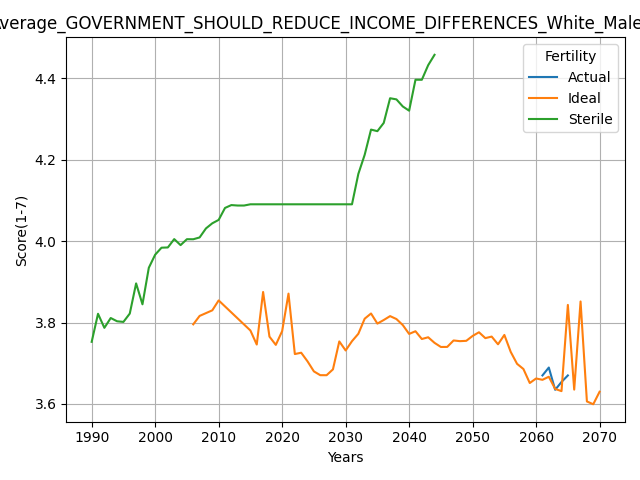 Average_GOVERNMENT_SHOULD_REDUCE_INCOME_DIFFERENCES_White_Male
Fertility
Actual
Ideal
Sterile
Score(1-7)
4.4
4.2
4.0
3.8
3.6
1990 2000 2010 2020 2030 2040 2050 2060 2070
Years